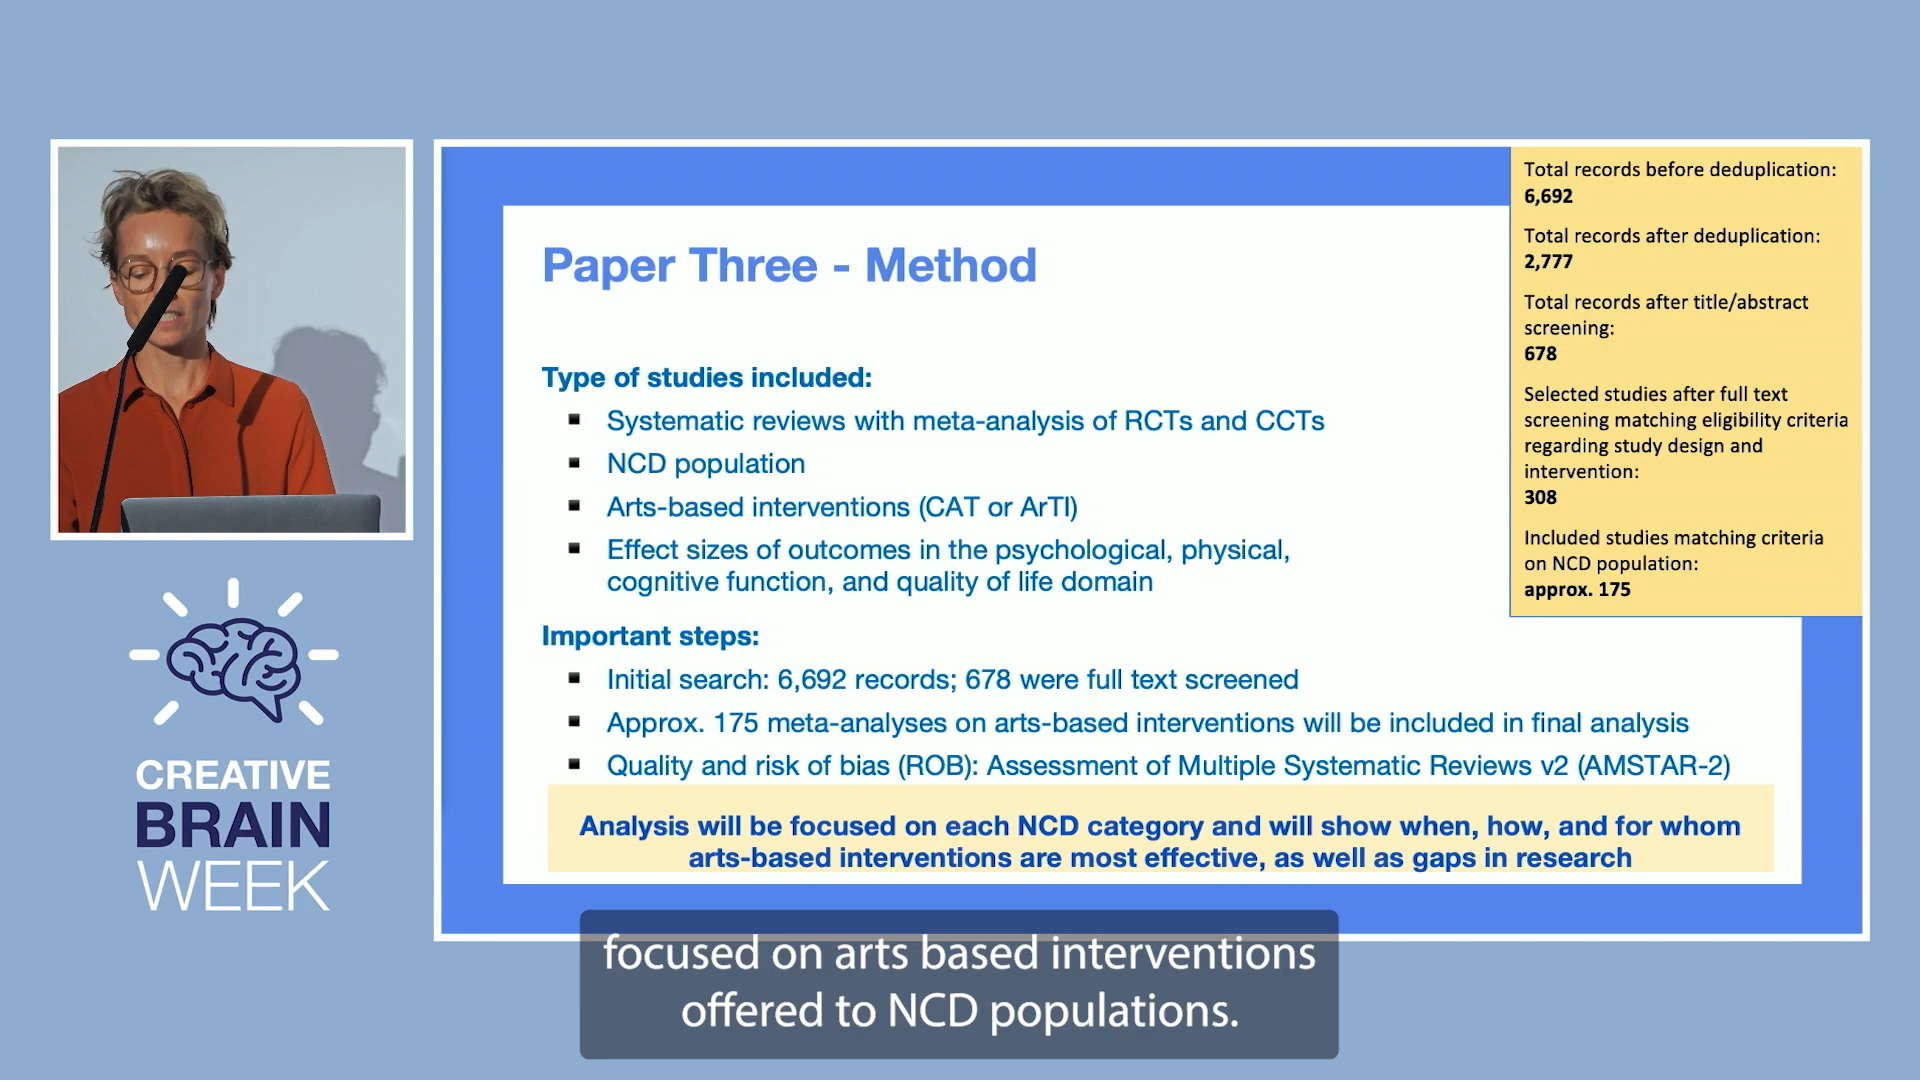 Total records before deduplication:
6,692
Total records after deduplication:
2,777
Total records after title/abstract
screening:
678
Selected studies after full text
screening matching eligibility criteria
regarding study design and
intervention:
308
Included studies matching criteria
on NCD population:
approx. 175
Paper Three - Method
Type of studies included:
▪ Systematic reviews with meta-analysis of RCTs and CCTs
▪ NCD population
▪ Arts-based interventions (CAT or ArTI)
▪ Effect sizes of outcomes in the psychological, physical,
cognitive function, and quality of life domain
Important steps:
▪ Initial search: 6,692 records; 678 were full text screened
▪ Approx. 175 meta-analyses on arts-based interventions will be included in final analysis
▪ Quality and risk of bias (ROB): Assessment of Multiple Systematic Reviews v2 (AMSTAR-2)
Analysis will be focused on each NCD category and will show when, how, and for whom
arts-based interventions are most effective, as well as gaps in research
CREATIVE
BRAIN
WEEK
focused on arts based interventions
offered to NCD populations.